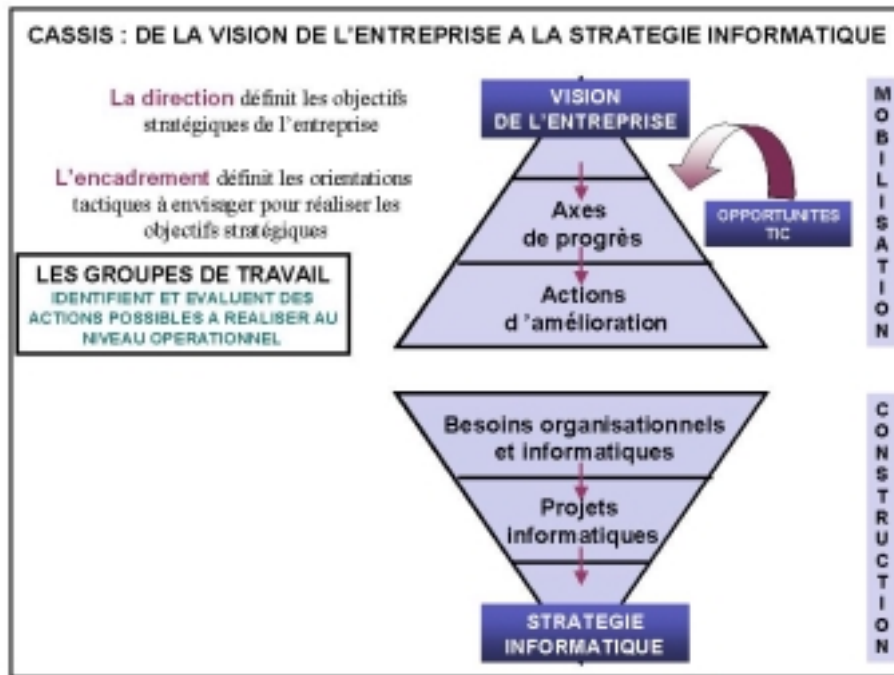 CASSIS : DE LA VISION DE L'ENTREPRISE A LA STRATEGIE INFORMATIQUE
La direction définit les objectifs
stratégiques de l'entreprise
L'encadrement définit les orientations
tactiques à envisager pour réaliser les
objectifs stratégiques
LES GROUPES DE TRAVAIL
IDENTIFIENT ET EVALUENT DES
ACTIONS POSSIBLES A REALISER AU
NIVEAU OPERATIONNEL
VISION
DE L'ENTREPRISE
Axes
de progrès
Actions
d'amélioration
OPPORTUNITES
TIC
MOBILISATION
Besoins organisationnels
et informatiques
Projets
informatiques
STRATEGIE
INFORMATIQUE
CONSTRUCTION